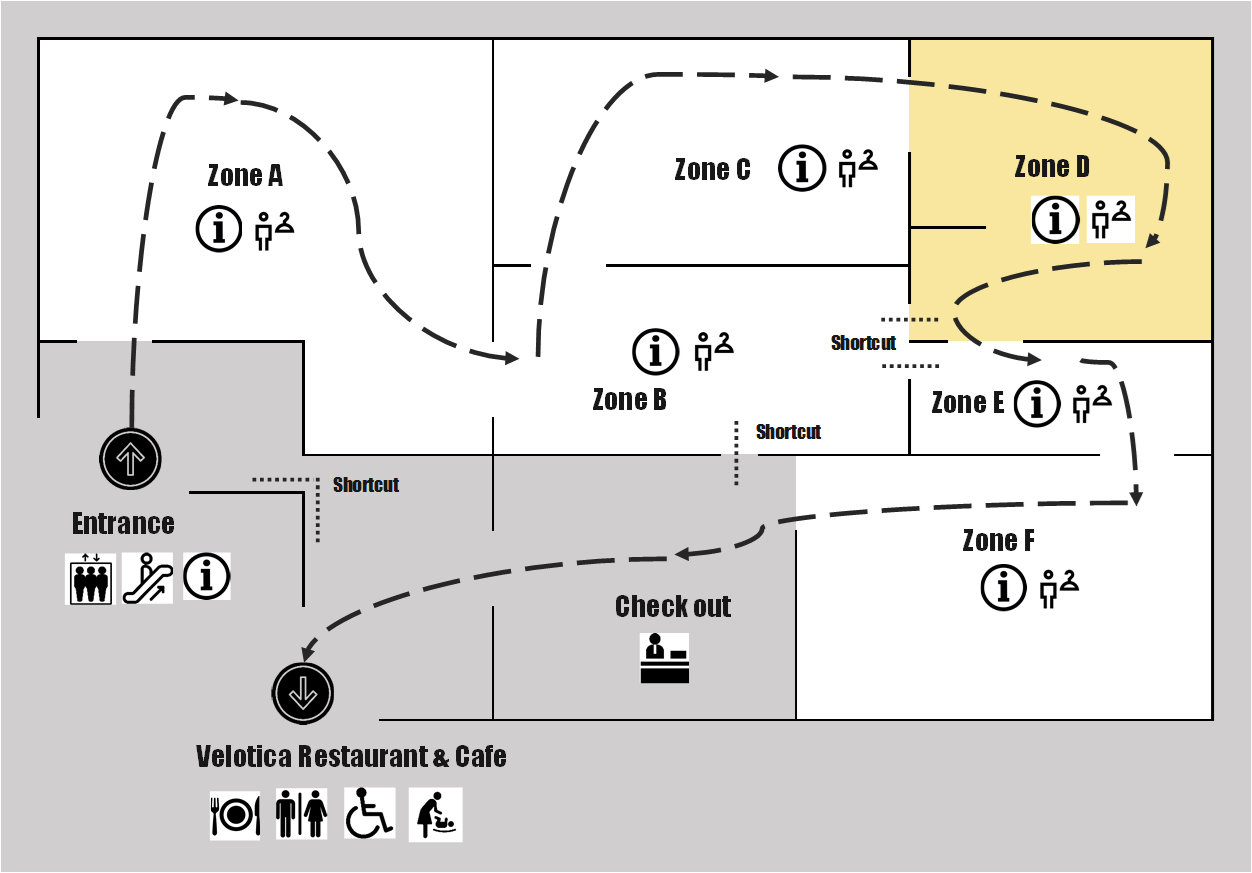 Zone A
Zone C
Zone D
Shortcut
Zone B
Zone E
Shortcut
Shortcut
Entrance
Zone F
Check out
Velotica Restaurant & Cafe